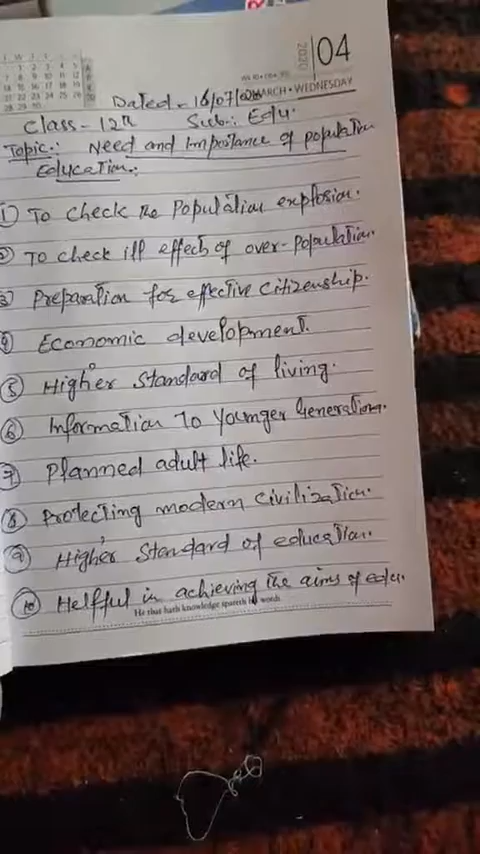 2020
04
MARCH • WEDNESDAY
Dated - 16/07/
Class - 12th Sub:. Edu.
Topic:. Need and Importance of population
Education:
① To check the Population explosion.
② To check ill effects of over-population.
③ Preparation for effective citizenship.
④ Economic development.
⑤ Higher Standard of living.
⑥ Information To Younger Generations.
⑦ Planned adult life.
⑧ Protecting modern civilization.
⑨ Higher Standard of education.
⑩ Helpful in achieving the aims of edu.
He that hath knowledge spareth his words